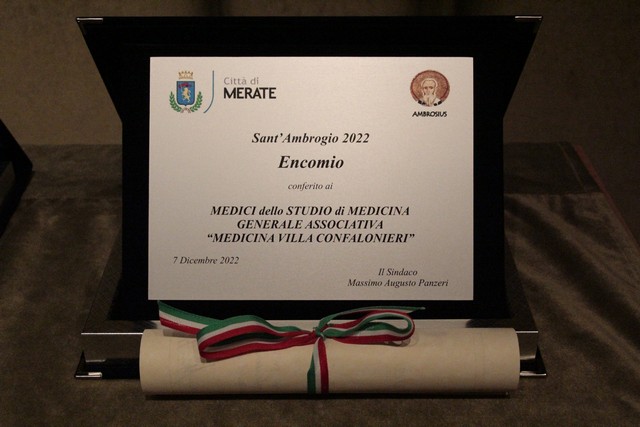 Città di
MERATE
AMBROSIUS
Sant'Ambrogio 2022
Encomio
conferito ai
MEDICI dello STUDIO di MEDICINA
GENERALE ASSOCIATIVA
“MEDICINA VILLA CONFALONIERI”
7 Dicembre 2022
Il Sindaco
Massimo Augusto Panzeri